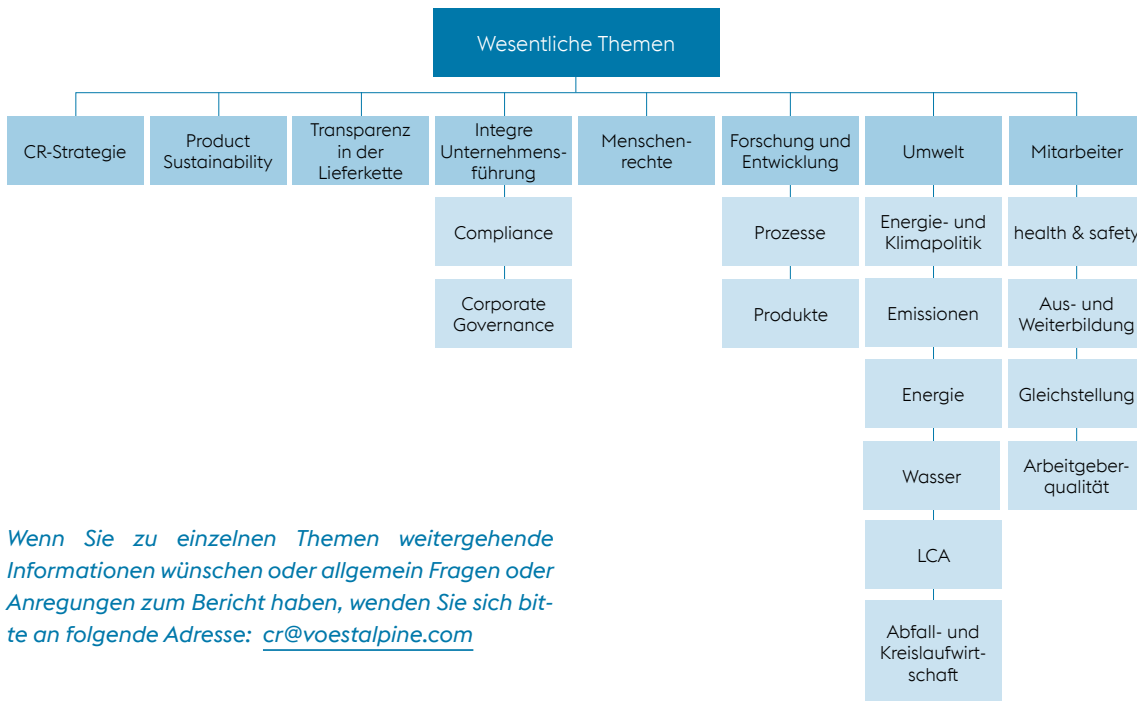 Wesentliche Themen
CR-Strategie
Product
Sustainability
Transparenz
in der
Lieferkette
Integre
Unternehmens-
führung
Menschen-
rechte
Forschung und
Entwicklung
Umwelt
Mitarbeiter
Compliance
Corporate
Governance
Prozesse
Produkte
Energie- und
Klimapolitik
Emissionen
Energie
Wasser
LCA
Abfall- und
Kreislaufwirt-
schaft
health & safety
Aus- und
Weiterbildung
Gleichstellung
Arbeitgeber-
qualität
Wenn Sie zu einzelnen Themen weitergehende
Informationen wünschen oder allgemein Fragen oder
Anregungen zum Bericht haben, wenden Sie sich bit-
te an folgende Adresse: cr@voestalpine.com